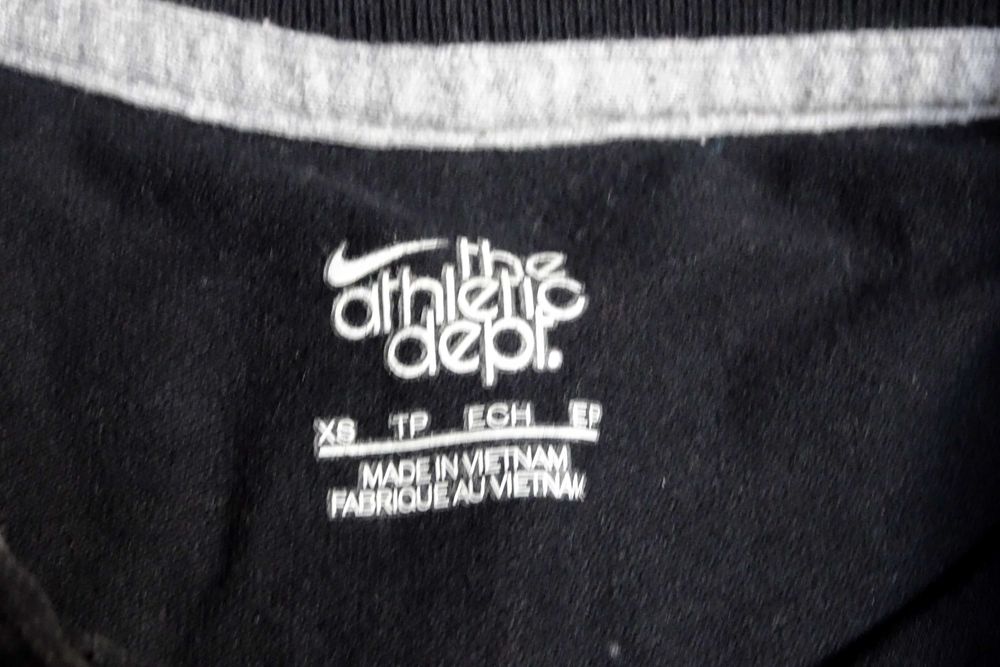 the
athletic
dept.
XS TP ECH EP
MADE IN VIETNAM
FABRIQUE AU VIETNAM